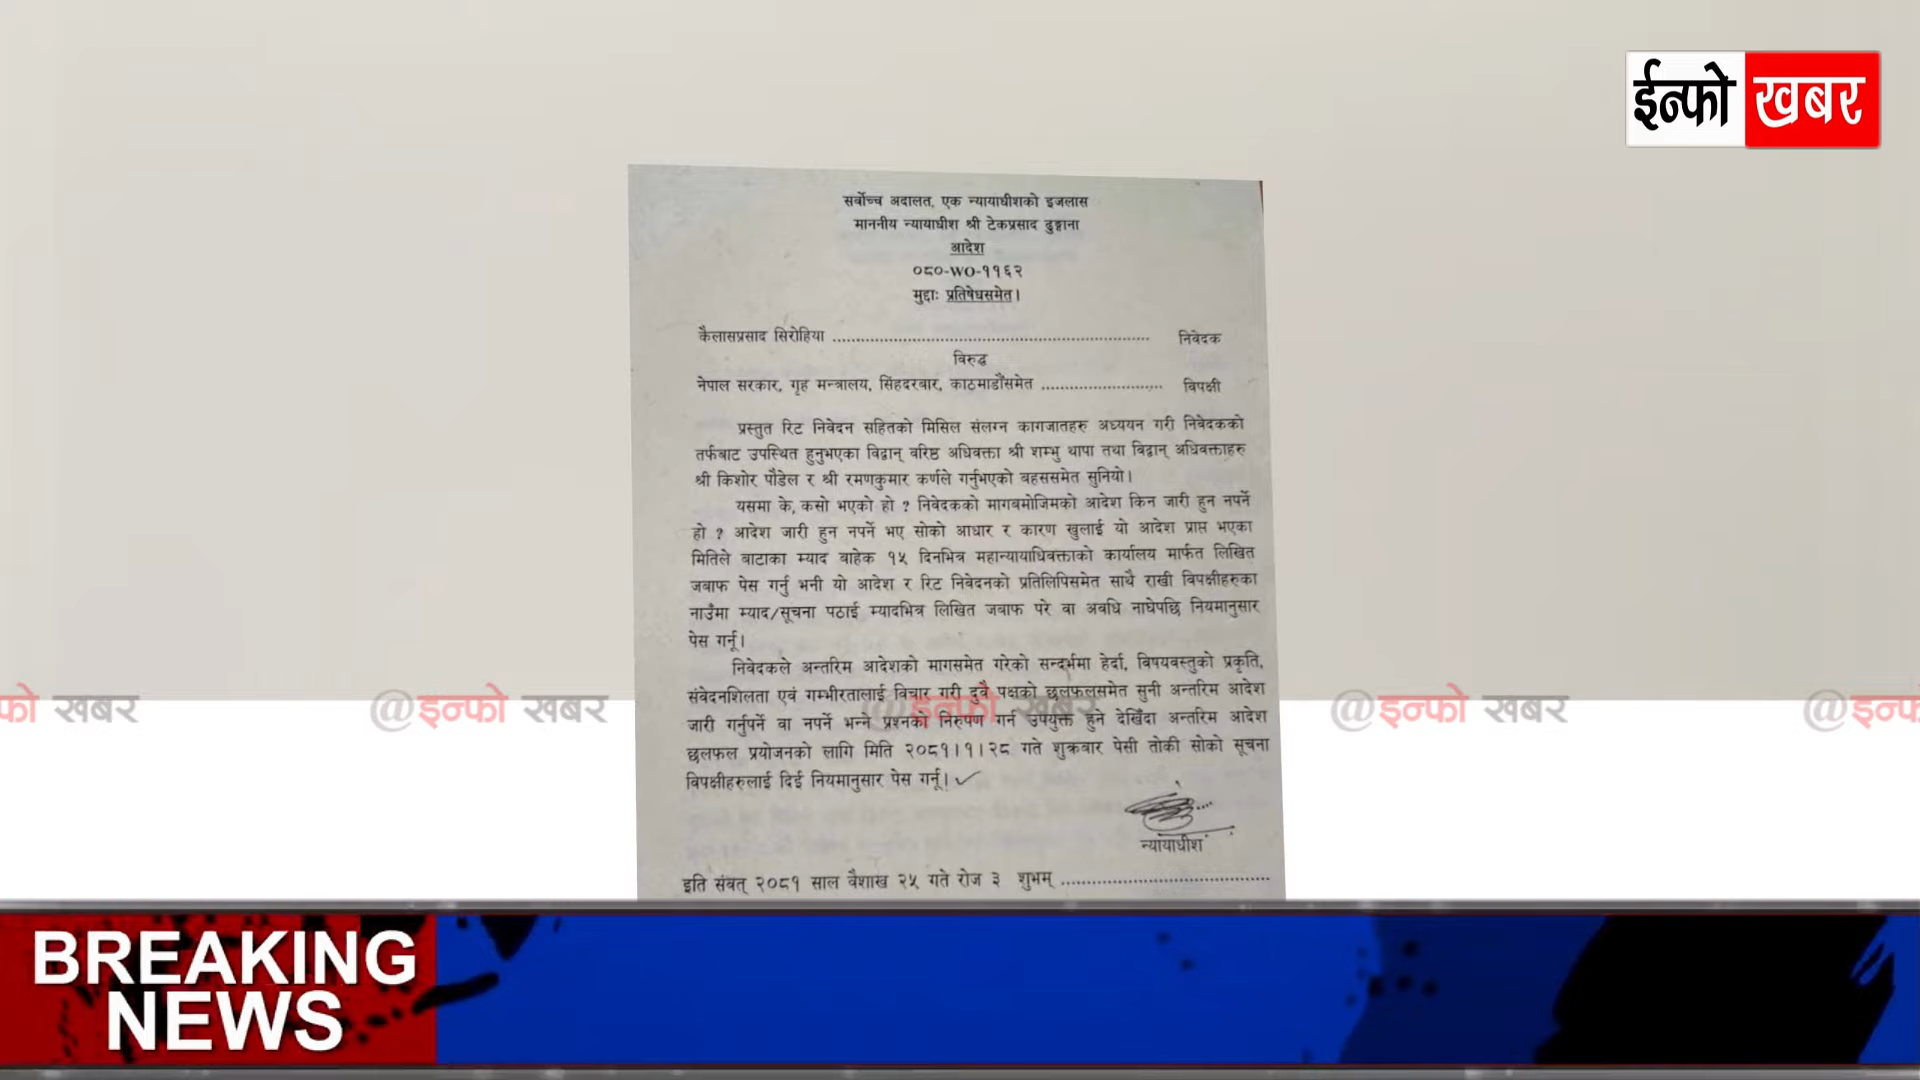 ईन्फो खबर
सर्वोच्च अदालत, एक न्यायाधीशको इजलास
माननीय न्यायाधीश श्री टेकप्रसाद ढुङ्गाना
आदेश
०८०-WO-११६२
मुद्दाः प्रतिषेधसमेत।
कैलासप्रसाद सिरोहिया ........................................................ निवेदक
विरुद्ध
नेपाल सरकार, गृह मन्त्रालय, सिंहदरबार, काठमाडौंसमेत .......................... विपक्षी
प्रस्तुत रिट निवेदन सहितको मिसिल संलग्न कागजातहरु अध्ययन गरी निवेदकको
तर्फबाट उपस्थित हुनुभएका विद्वान् वरिष्ठ अधिवक्ता श्री शम्भु थापा तथा विद्वान् अधिवक्ताहरु
श्री किशोर पौडेल र श्री रमणकुमार कर्णले गर्नुभएको बहससमेत सुनियो।
यसमा के, कसो भएको हो ? निवेदकको मागबमोजिमको आदेश किन जारी हुन नपर्ने
हो ? आदेश जारी हुन नपर्ने भए सोको आधार र कारण खुलाई यो आदेश प्राप्त भएका
मितिले बाटाका म्याद बाहेक १५ दिनभित्र महान्यायाधिवक्ताको कार्यालय मार्फत लिखित
जबाफ पेस गर्नु भनी यो आदेश र रिट निवेदनको प्रतिलिपिसमेत साथै राखी विपक्षीहरुका
नाउँमा म्याद/सूचना पठाई म्यादभित्र लिखित जबाफ परे वा अवधि नाघेपछि नियमानुसार
पेस गर्नू।
निवेदकले अन्तरिम आदेशको मागसमेत गरेको सन्दर्भमा हेर्दा, विषयवस्तुको प्रकृति,
संवेदनशिलता एवं गम्भीरतालाई विचार गरी दुवै पक्षको छलफलसमेत सुनी अन्तरिम आदेश
जारी गर्नुपर्ने वा नपर्ने भन्ने प्रश्नको निरुपण गर्न उपयुक्त हुने देखिँदा अन्तरिम आदेश
छलफल प्रयोजनको लागि मिति २०८१।१।२८ गते शुक्रबार पेसी तोकी सोको सूचना
विपक्षीहरुलाई दिई नियमानुसार पेस गर्नू। ✓
न्यायाधीश
इति संवत् २०८१ साल वैशाख २५ गते रोज ३ शुभम् ........................................
फो खबर @इन्फो खबर @इन्फो खबर @इन्फो खबर @इन्फो
BREAKING
NEWS